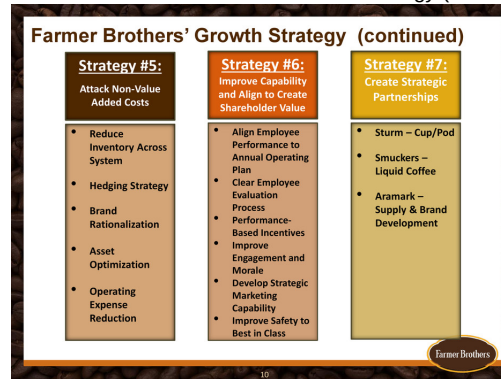 Farmer Brothers’ Growth Strategy (continued)
Strategy #5:
Attack Non-Value
Added Costs
• Reduce
Inventory Across
System
• Hedging Strategy
• Brand
Rationalization
• Asset
Optimization
• Operating
Expense
Reduction
Strategy #6:
Improve Capability
and Align to Create
Shareholder Value
• Align Employee
Performance to
Annual Operating
Plan
• Clear Employee
Evaluation
Process
• Performance-
Based Incentives
• Improve
Engagement and
Morale
• Develop Strategic
Marketing
Capability
• Improve Safety to
Best in Class
Strategy #7:
Create Strategic
Partnerships
• Sturm – Cup/Pod
• Smuckers –
Liquid Coffee
• Aramark –
Supply & Brand
Development
Farmer Brothers
10